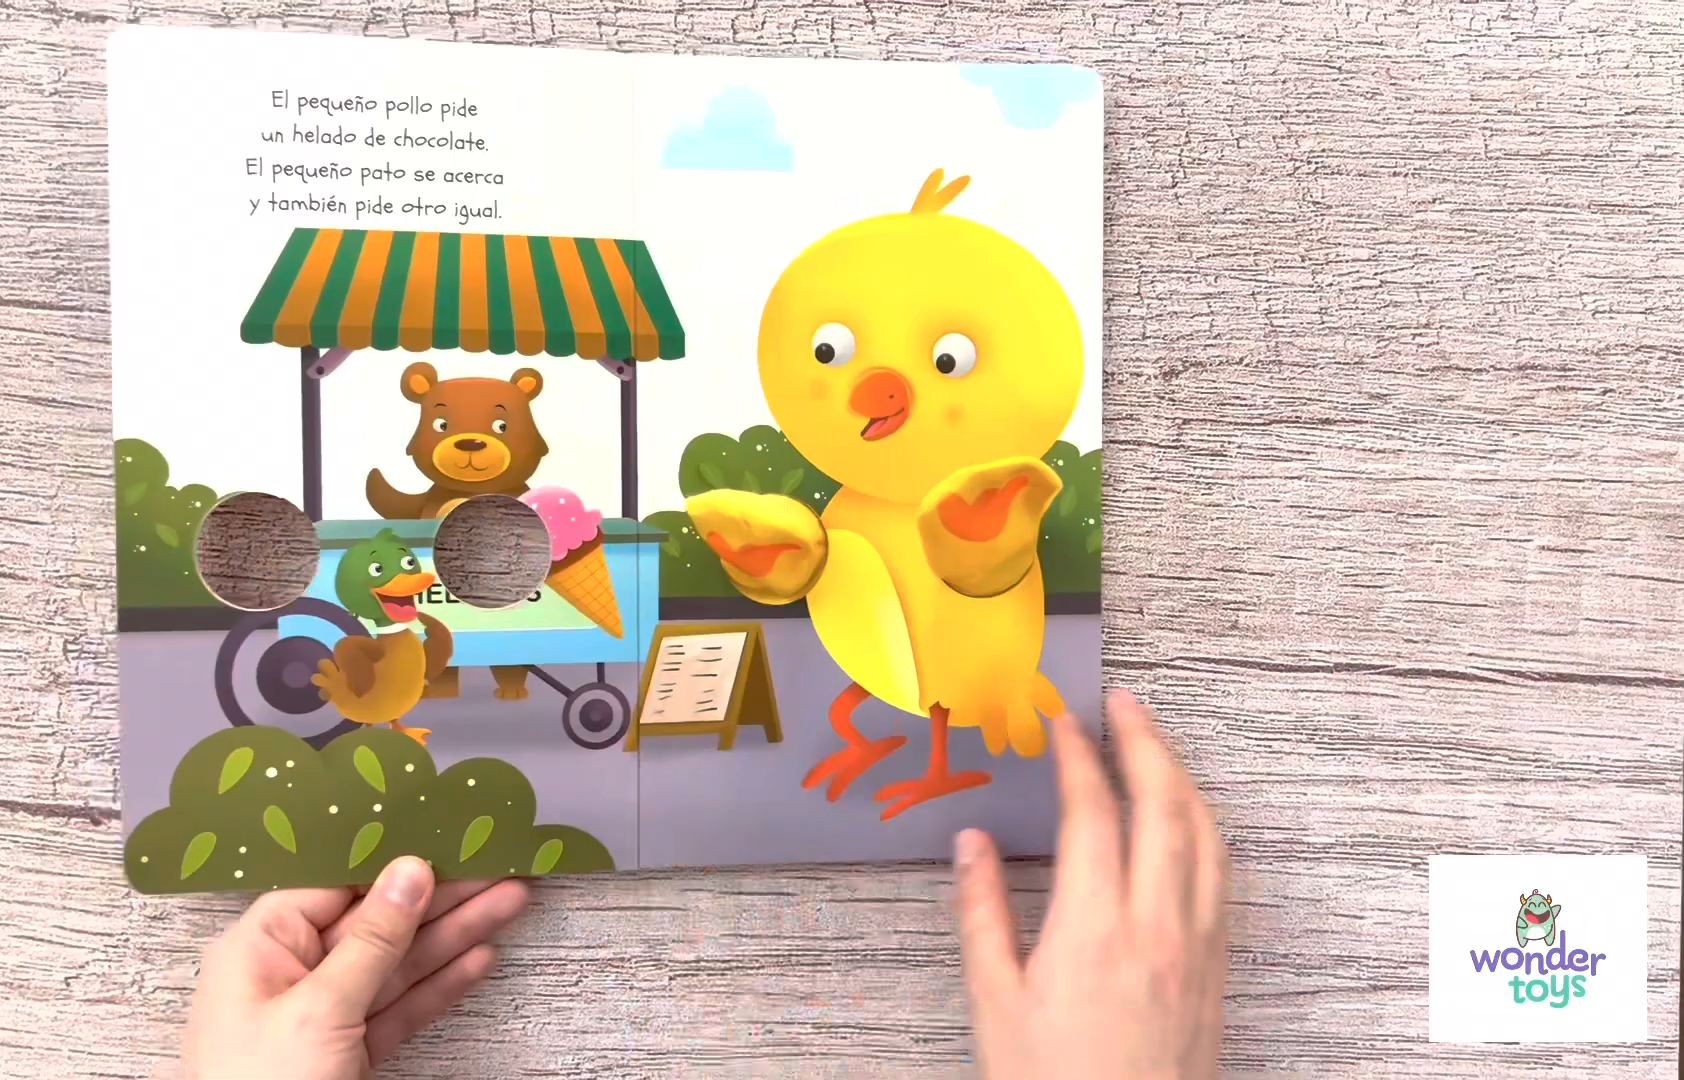 El pequeño pollo pide
un helado de chocolate.
El pequeño pato se acerca
y también pide otro igual.
wonder
toys